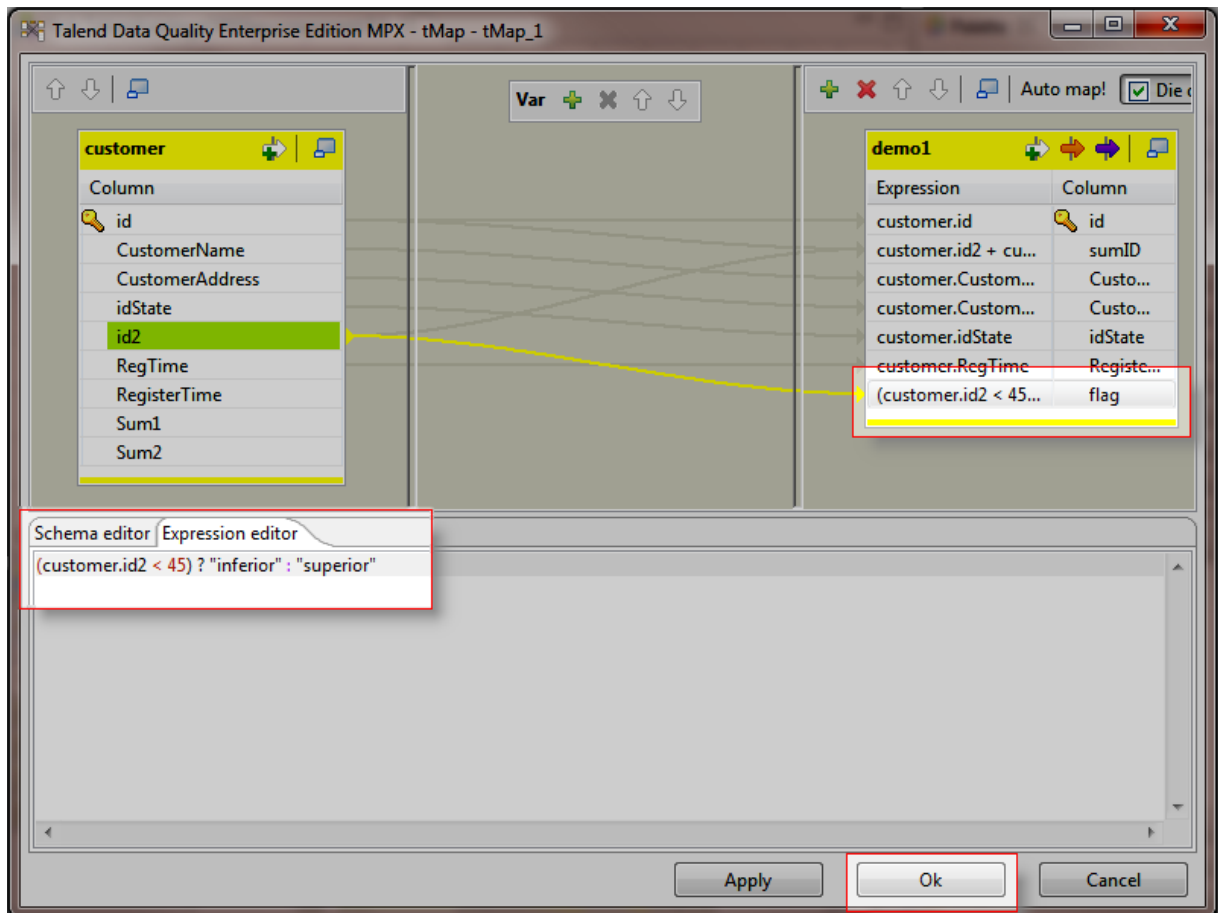 Talend Data Quality Enterprise Edition MPX - tMap - tMap_1
Var
Auto map!
Die
customer
Column
id
CustomerName
CustomerAddress
idState
id2
RegTime
RegisterTime
Sum1
Sum2
demo1
Expression Column
customer.id id
customer.id2 + cu... sumID
customer.Custom... Custo...
customer.Custom... Custo...
customer.idState idState
customer.RegTime Registe...
(customer.id2 < 45... flag
Schema editor Expression editor
(customer.id2 < 45) ? "inferior" : "superior"
Apply Ok Cancel